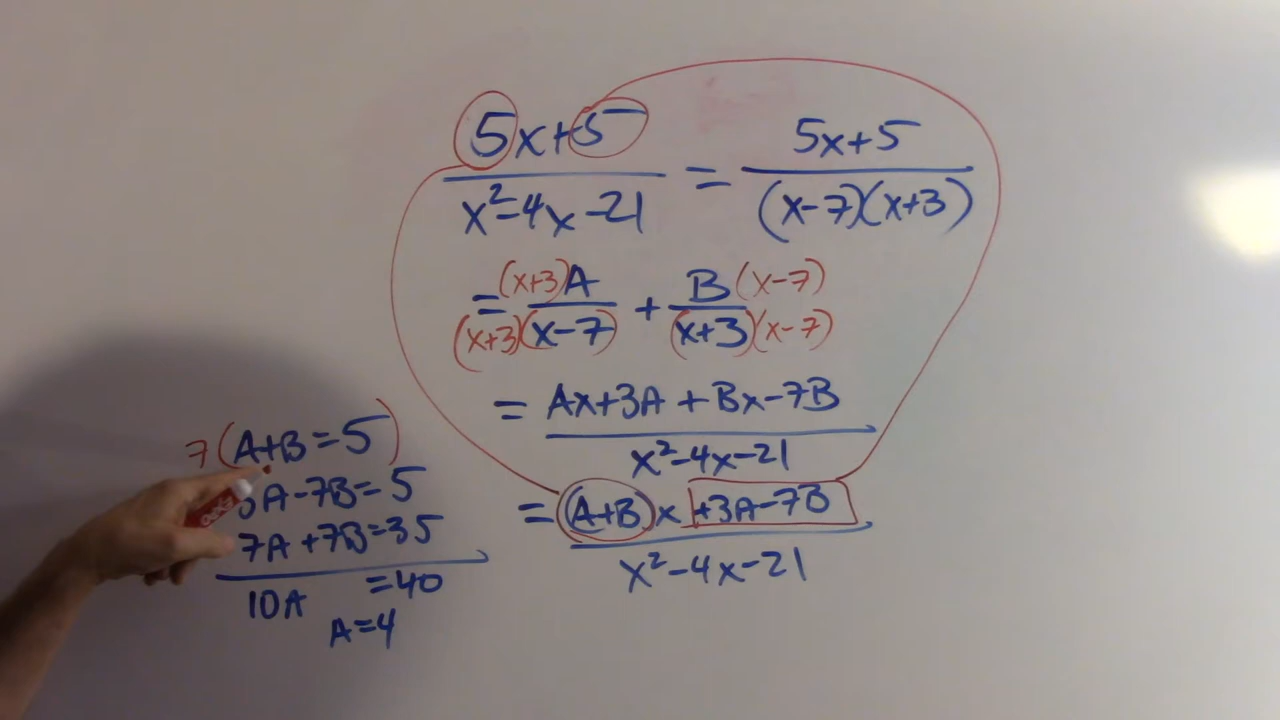 5x+5 / x²-4x-21 = 5x+5 / (x-7)(x+3)
= (x+3)A / (x+3)(x-7) + B(x-7) / (x+3)(x-7)
= Ax+3A+Bx-7B / x²-4x-21
= (A+B)x +3A-7B / x²-4x-21
7(A+B=5)
A-7B=5
7A+7B=35
10A =40
A=4